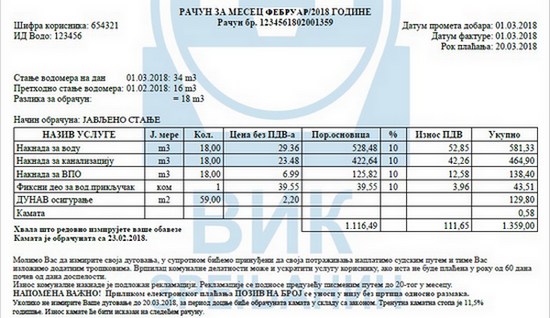 РАЧУН ЗА МЕСЕЦ ФЕБРУАР/2018 ГОДИНЕ
Рачун бр. 1234561802001359
Шифра корисника: 654321
ИД Водо: 123456
Датум промета добара: 01.03.2018
Датум фактуре: 01.03.2018
Рок плаћања: 20.03.2018
Стање водомера на дан 01.03.2018: 34 m3
Претходно стање водомера: 01.02.2018: 16 m3
Разлика за обрачун: = 18 m3
Начин обрачуна: ЈАВЉЕНО СТАЊЕ
НАЗИВ УСЛУГЕ Ј. мере Кол. Цена без ПДВ-а Пор.основица % Износ ПДВ Укупно
Накнада за воду m3 18,00 29.36 528,48 10 52,85 581,33
Накнада за канализацију m3 18,00 23.48 422,64 10 42,26 464,90
Накнада за ВПО m3 18,00 6.99 125,82 10 12,58 138,40
Фиксни део за вод.прикључак ком 1 39.55 39,55 10 3,96 43,51
ДУНАВ осигурање m2 59,00 2,20 129,80
Камата 0,58
Хвала што редовно измирујете ваше обавезе 1.116,49 111,65 1.359,00
Камата је обрачуната са 23.02.2018.
ВИК
ЗРЕЊАНИН
Молимо Вас да измирите своја дуговања, у супротном бићемо принуђени да своја потраживања наплатимо судским путем и тиме Вас
изложимо додатним трошковима. Вршилац комуналне делатности може и ускратити услугу кориснику, ако иста не буде плаћена у року од 60 дана
почев од дана доспелости.
Износ комуналне накнаде је подложан рекламацији. Рекламације се подносе предузећу писменим путем до 20-тог у месецу.
НАПОМЕНА ВАЖНО! Приликом електронског плаћања ПОЗИВ НА БРОЈ се уноси у низу без цртица односно размака.
Уколико не измирите Ваше дуговање до 20.03.2018, за период доцње биће обрачуната камата у складу са законом. Тренутна камтна стопа је 11,5%
годишње. Износ камате ће бити исказан на следећем рачуну.